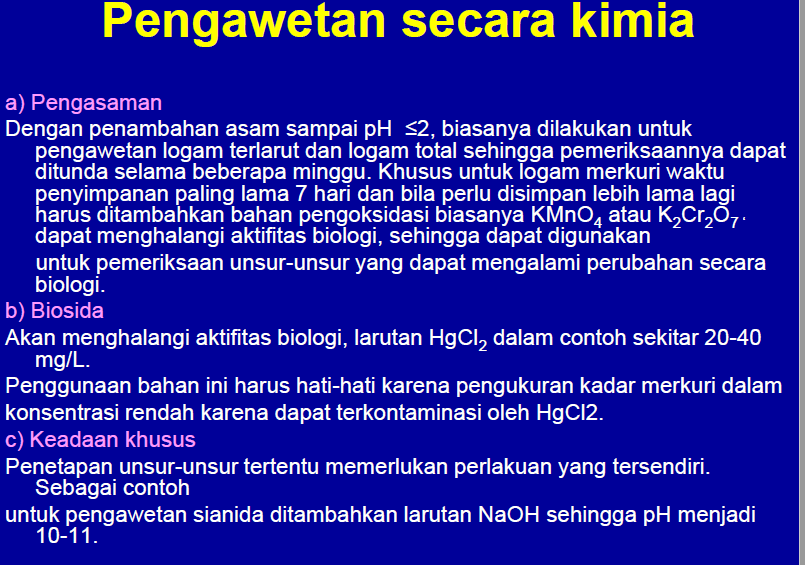 Pengawetan secara kimia
a) Pengasaman
Dengan penambahan asam sampai pH ≤2, biasanya dilakukan untuk
pengawetan logam terlarut dan logam total sehingga pemeriksaannya dapat
ditunda selama beberapa minggu. Khusus untuk logam merkuri waktu
penyimpanan paling lama 7 hari dan bila perlu disimpan lebih lama lagi
harus ditambahkan bahan pengoksidasi biasanya KMnO₄ atau K₂Cr₂O₇.
dapat menghalangi aktifitas biologi, sehingga dapat digunakan
untuk pemeriksaan unsur-unsur yang dapat mengalami perubahan secara
biologi.
b) Biosida
Akan menghalangi aktifitas biologi, larutan HgCl₂ dalam contoh sekitar 20-40
mg/L.
Penggunaan bahan ini harus hati-hati karena pengukuran kadar merkuri dalam
konsentrasi rendah karena dapat terkontaminasi oleh HgCl2.
c) Keadaan khusus
Penetapan unsur-unsur tertentu memerlukan perlakuan yang tersendiri.
Sebagai contoh
untuk pengawetan sianida ditambahkan larutan NaOH sehingga pH menjadi
10-11.